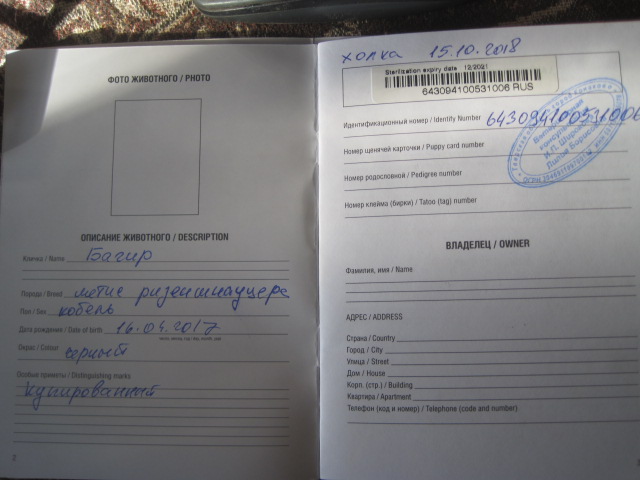 ФОТО ЖИВОТНОГО / PHOTO
ОПИСАНИЕ ЖИВОТНОГО / DESCRIPTION
Кличка / Name Багир
Порода / Breed метис ризеншнауцера
Пол / Sex кобель
Дата рождения / Date of birth 16.04.2017
Окрас / Colour черный
Особые приметы / Distinguishing marks
Купированный
2
холка 15.10.2018
Sterilization expiry date 12/2021
643094100531006 RUS
Идентификационный номер / Identity Number 643094100531006
Номер щенячей карточки / Puppy card number
Номер родословной / Pedigree number
Номер клейма (бирки) / Tatoo (tag) number
ВЛАДЕЛЕЦ / OWNER
Фамилия, имя / Name
АДРЕС / ADDRESS
Страна / Country
Город / City
Улица / Street
Дом / House
Корп. (стр.) / Building
Квартира / Apartment
Телефон (код и номер) / Telephone (code and number)